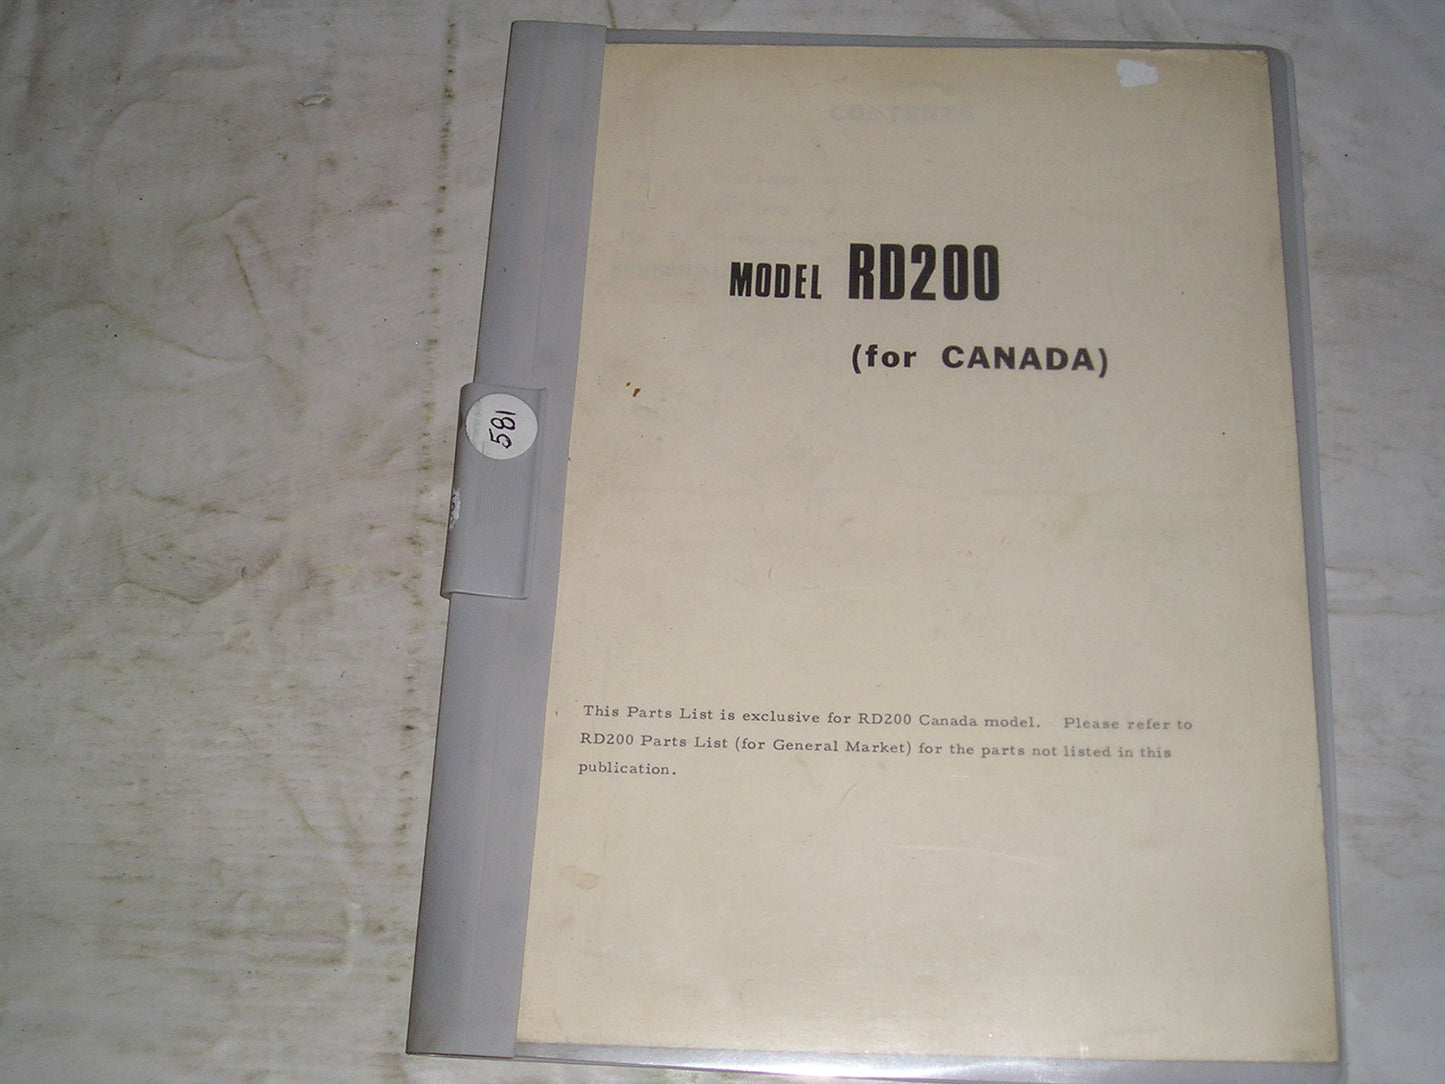 CONTENTS
MODEL RD200
(for CANADA)
581
This Parts List is exclusive for RD200 Canada model. Please refer to
RD200 Parts List (for General Market) for the parts not listed in this
publication.